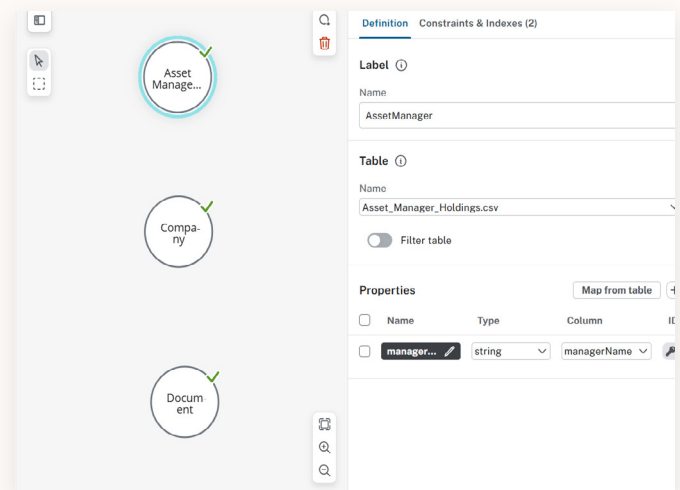 Asset
Manage...
Compa-
ny
Docum
ent
Definition Constraints & Indexes (2)
Label
Name
AssetManager
Table
Name
Asset_Manager_Holdings.csv
Filter table
Properties Map from table
Name Type Column
manager... string managerName